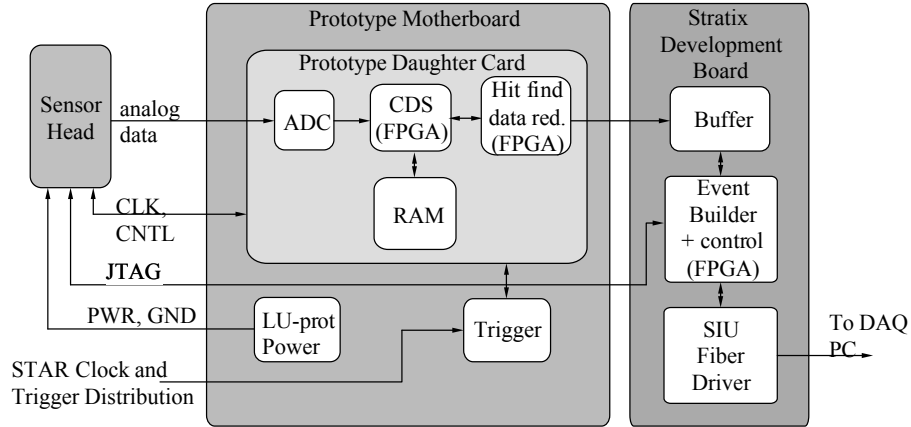 Prototype Motherboard
Stratix
Development
Board
Prototype Daughter Card
Sensor
Head
analog
data
ADC
CDS
(FPGA)
Hit find
data red.
(FPGA)
Buffer
RAM
CLK,
CNTL
Event
Builder
+ control
(FPGA)
JTAG
PWR, GND
LU-prot
Power
Trigger
SIU
Fiber
Driver
To DAQ
PC
STAR Clock and
Trigger Distribution